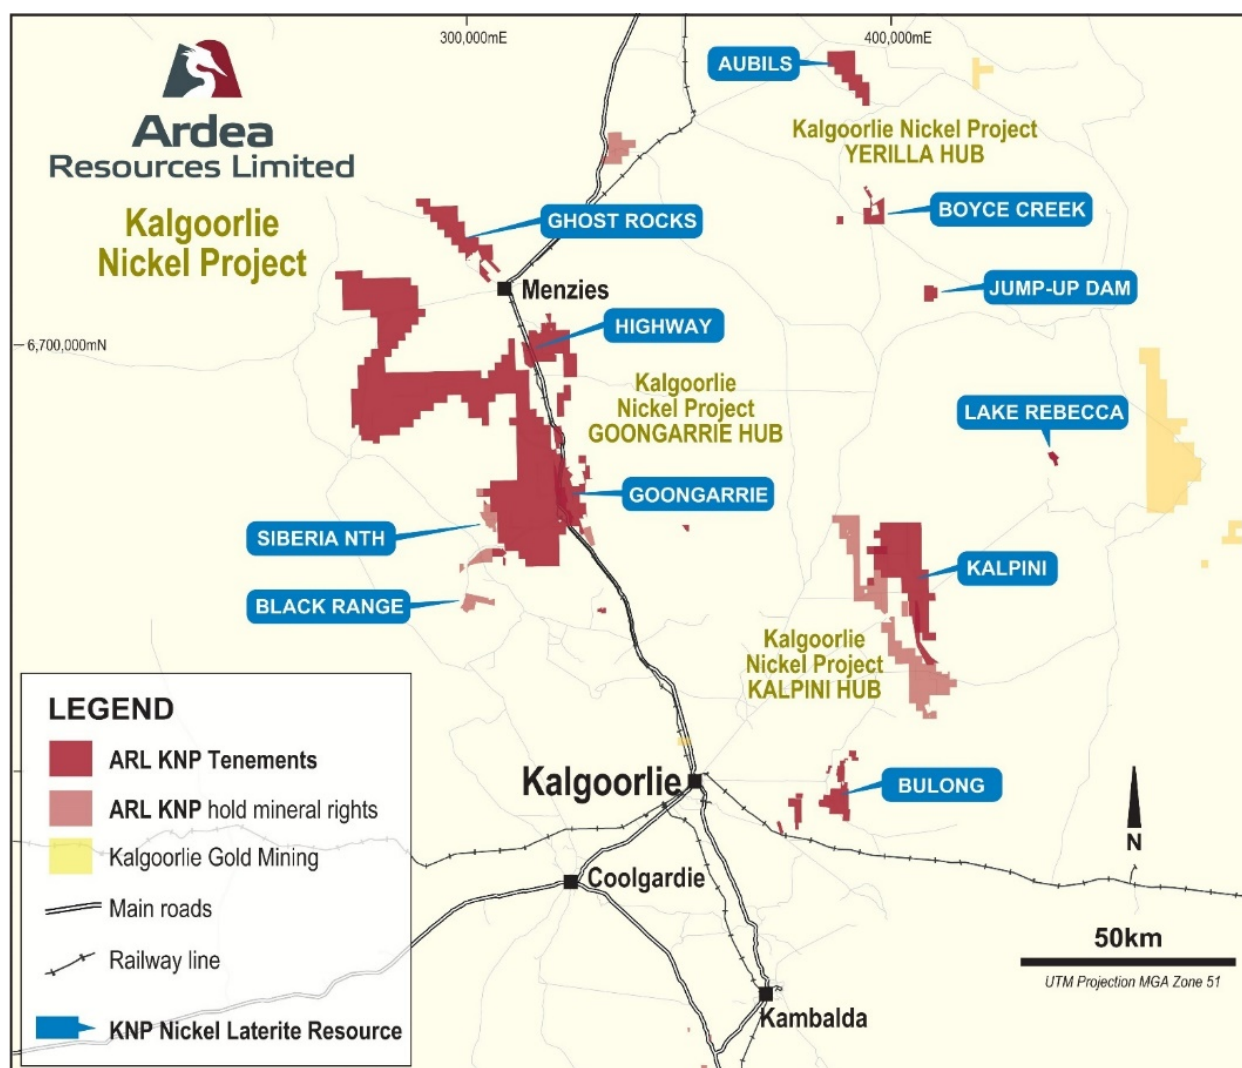 300,000mE
400,000mE
Ardea
Resources Limited
Kalgoorlie
Nickel Project
AUBILS
Kalgoorlie Nickel Project
YERILLA HUB
BOYCE CREEK
GHOST ROCKS
JUMP-UP DAM
Menzies
HIGHWAY
6,700,000mN
Kalgoorlie
Nickel Project
GOONGARRIE HUB
LAKE REBECCA
GOONGARRIE
SIBERIA NTH
KALPINI
BLACK RANGE
Kalgoorlie
Nickel Project
KALPINI HUB
LEGEND
ARL KNP Tenements
ARL KNP hold mineral rights
Kalgoorlie Gold Mining
Main roads
Railway line
KNP Nickel Laterite Resource
Kalgoorlie
BULONG
Coolgardie
Kambalda
N
50km
UTM Projection MGA Zone 51